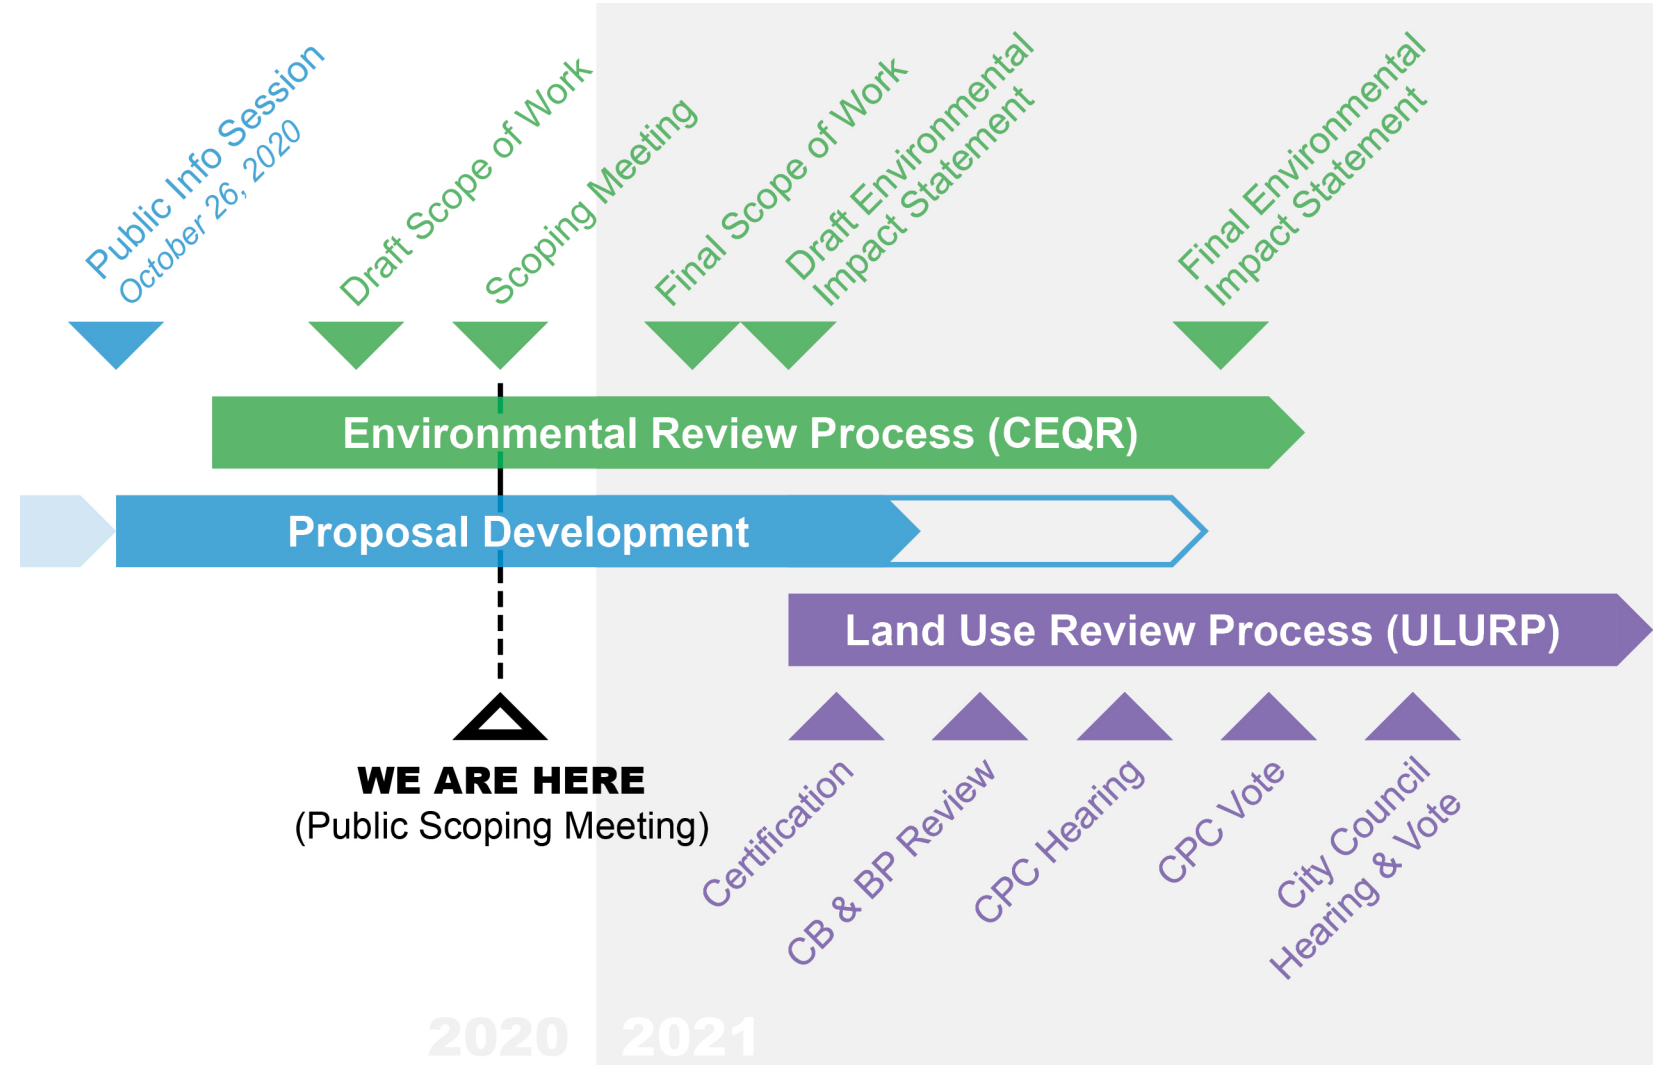 Public Info Session
October 26, 2020
Draft Scope of Work
Scoping Meeting
Final Scope of Work
Draft Environmental
Impact Statement
Final Environmental
Impact Statement
Environmental Review Process (CEQR)
Proposal Development
Land Use Review Process (ULURP)
WE ARE HERE
(Public Scoping Meeting)
Certification
CB & BP Review
CPC Hearing
CPC Vote
City Council
Hearing & Vote
2020
2021